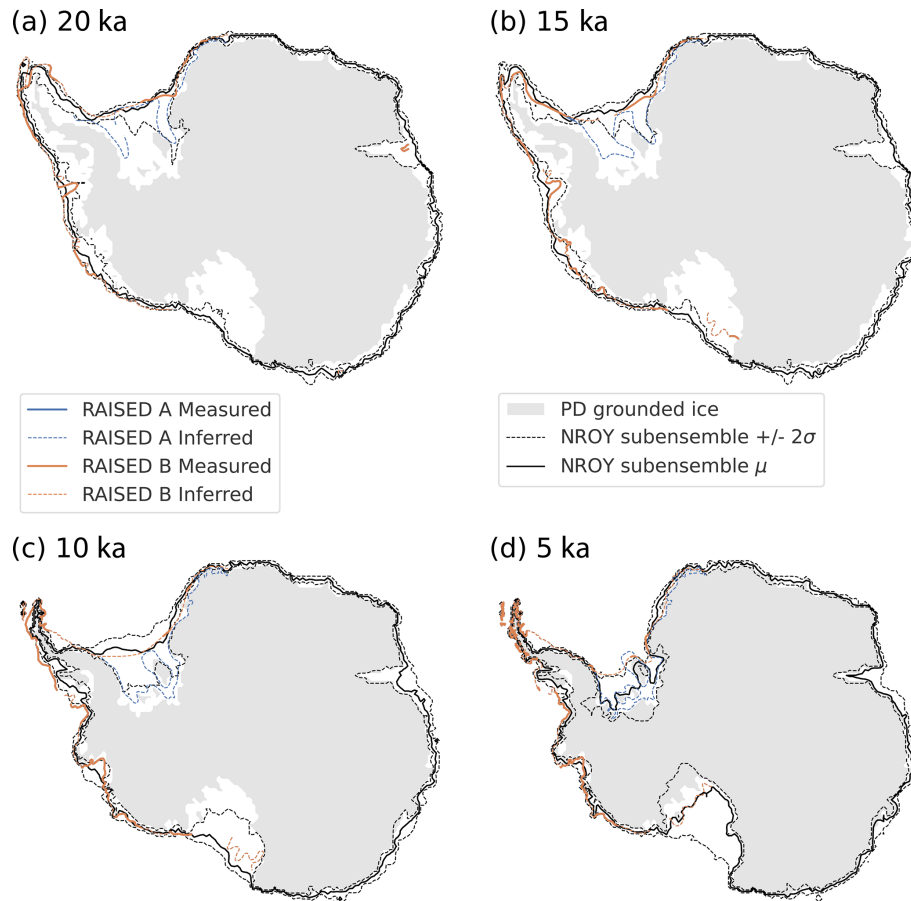 (a) 20 ka
(b) 15 ka
RAISED A Measured
RAISED A Inferred
RAISED B Measured
RAISED B Inferred
PD grounded ice
NROY subensemble +/- 2σ
NROY subensemble μ
(c) 10 ka
(d) 5 ka